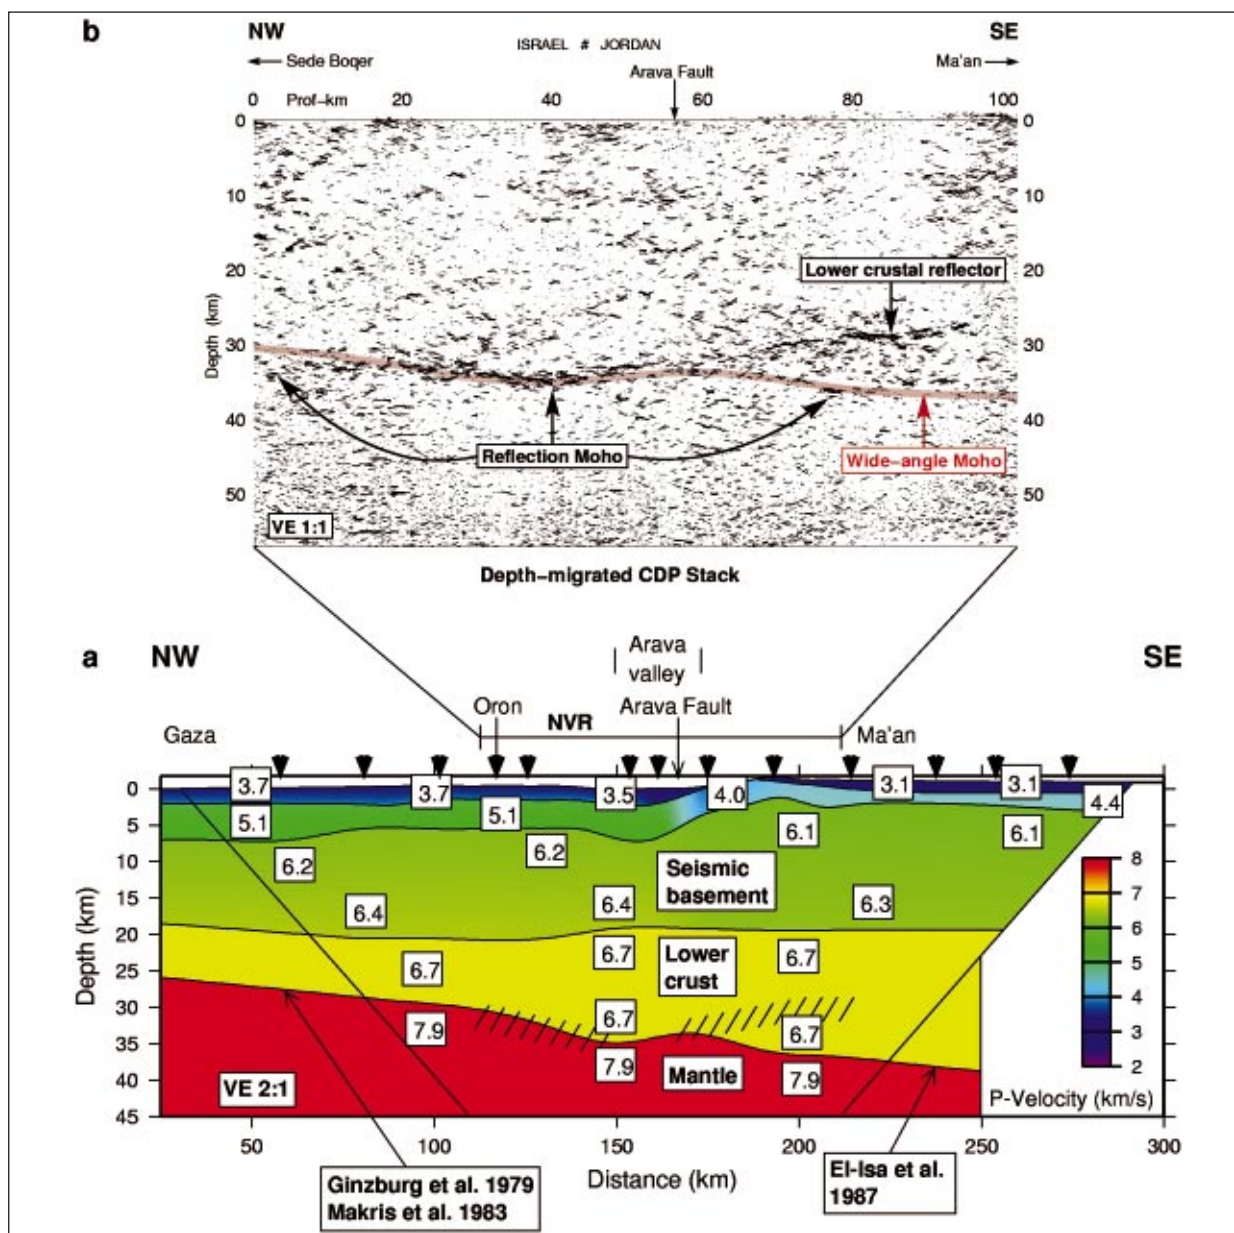 b
NW
ISRAEL # JORDAN
SE
Sede Boqer
Arava Fault
Ma'an
0 Prof-km 20 40 60 80 100
0 0
10 10
20 20
Lower crustal reflector
Depth (km)
30 30
40 40
Reflection Moho
Wide-angle Moho
50 50
VE 1:1
Depth-migrated CDP Stack
a NW
Arava
valley
SE
Oron
NVR
Arava Fault
Gaza
Ma'an
0
3.7 3.7 3.5 4.0 3.1 3.1 4.4
5
5.1 5.1 6.1 6.1
10
6.2 6.2
Seismic
basement
15
6.4 6.4 6.3
20
6.7 6.7 6.7
Lower
crust
25
30
7.9 6.7 6.7
35
7.9 Mantle 7.9
40
VE 2:1
45
Depth (km)
8
7
6
5
4
3
2
P-Velocity (km/s)
50 100 150 200 250 300
Distance (km)
Ginzburg et al. 1979
Makris et al. 1983
El-Isa et al.
1987